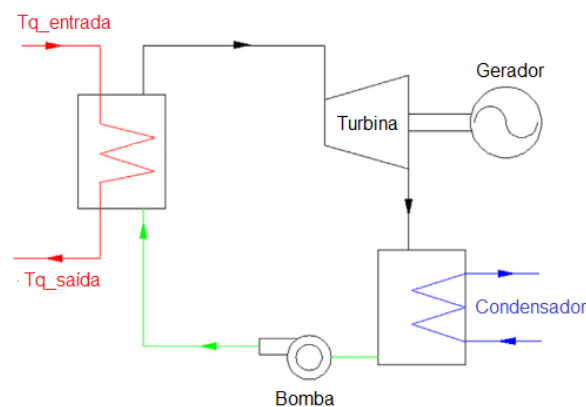 Tq_entrada
Gerador
Turbina
Tq_saída
Condensador
Bomba